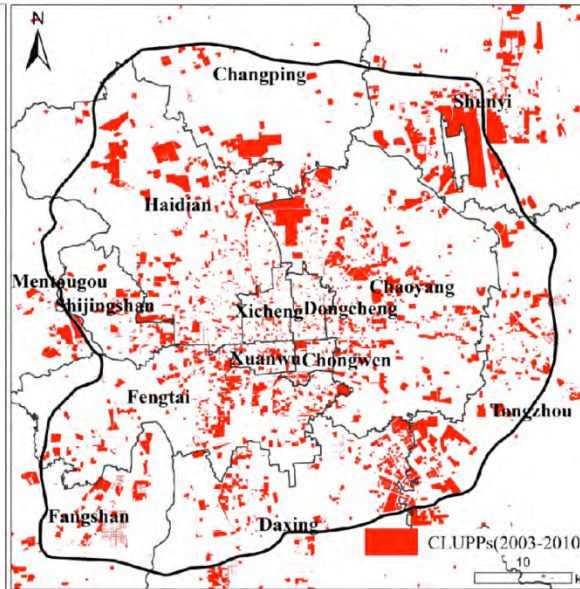 N
Changping
Shunyi
Haidian
Mentougou
Shijingshan
Chaoyang
Xicheng
Dongcheng
Xuanwu
Chongwen
Fengtai
Tongzhou
Fangshan
Daxing
CLUPPs(2003-2010
10
k